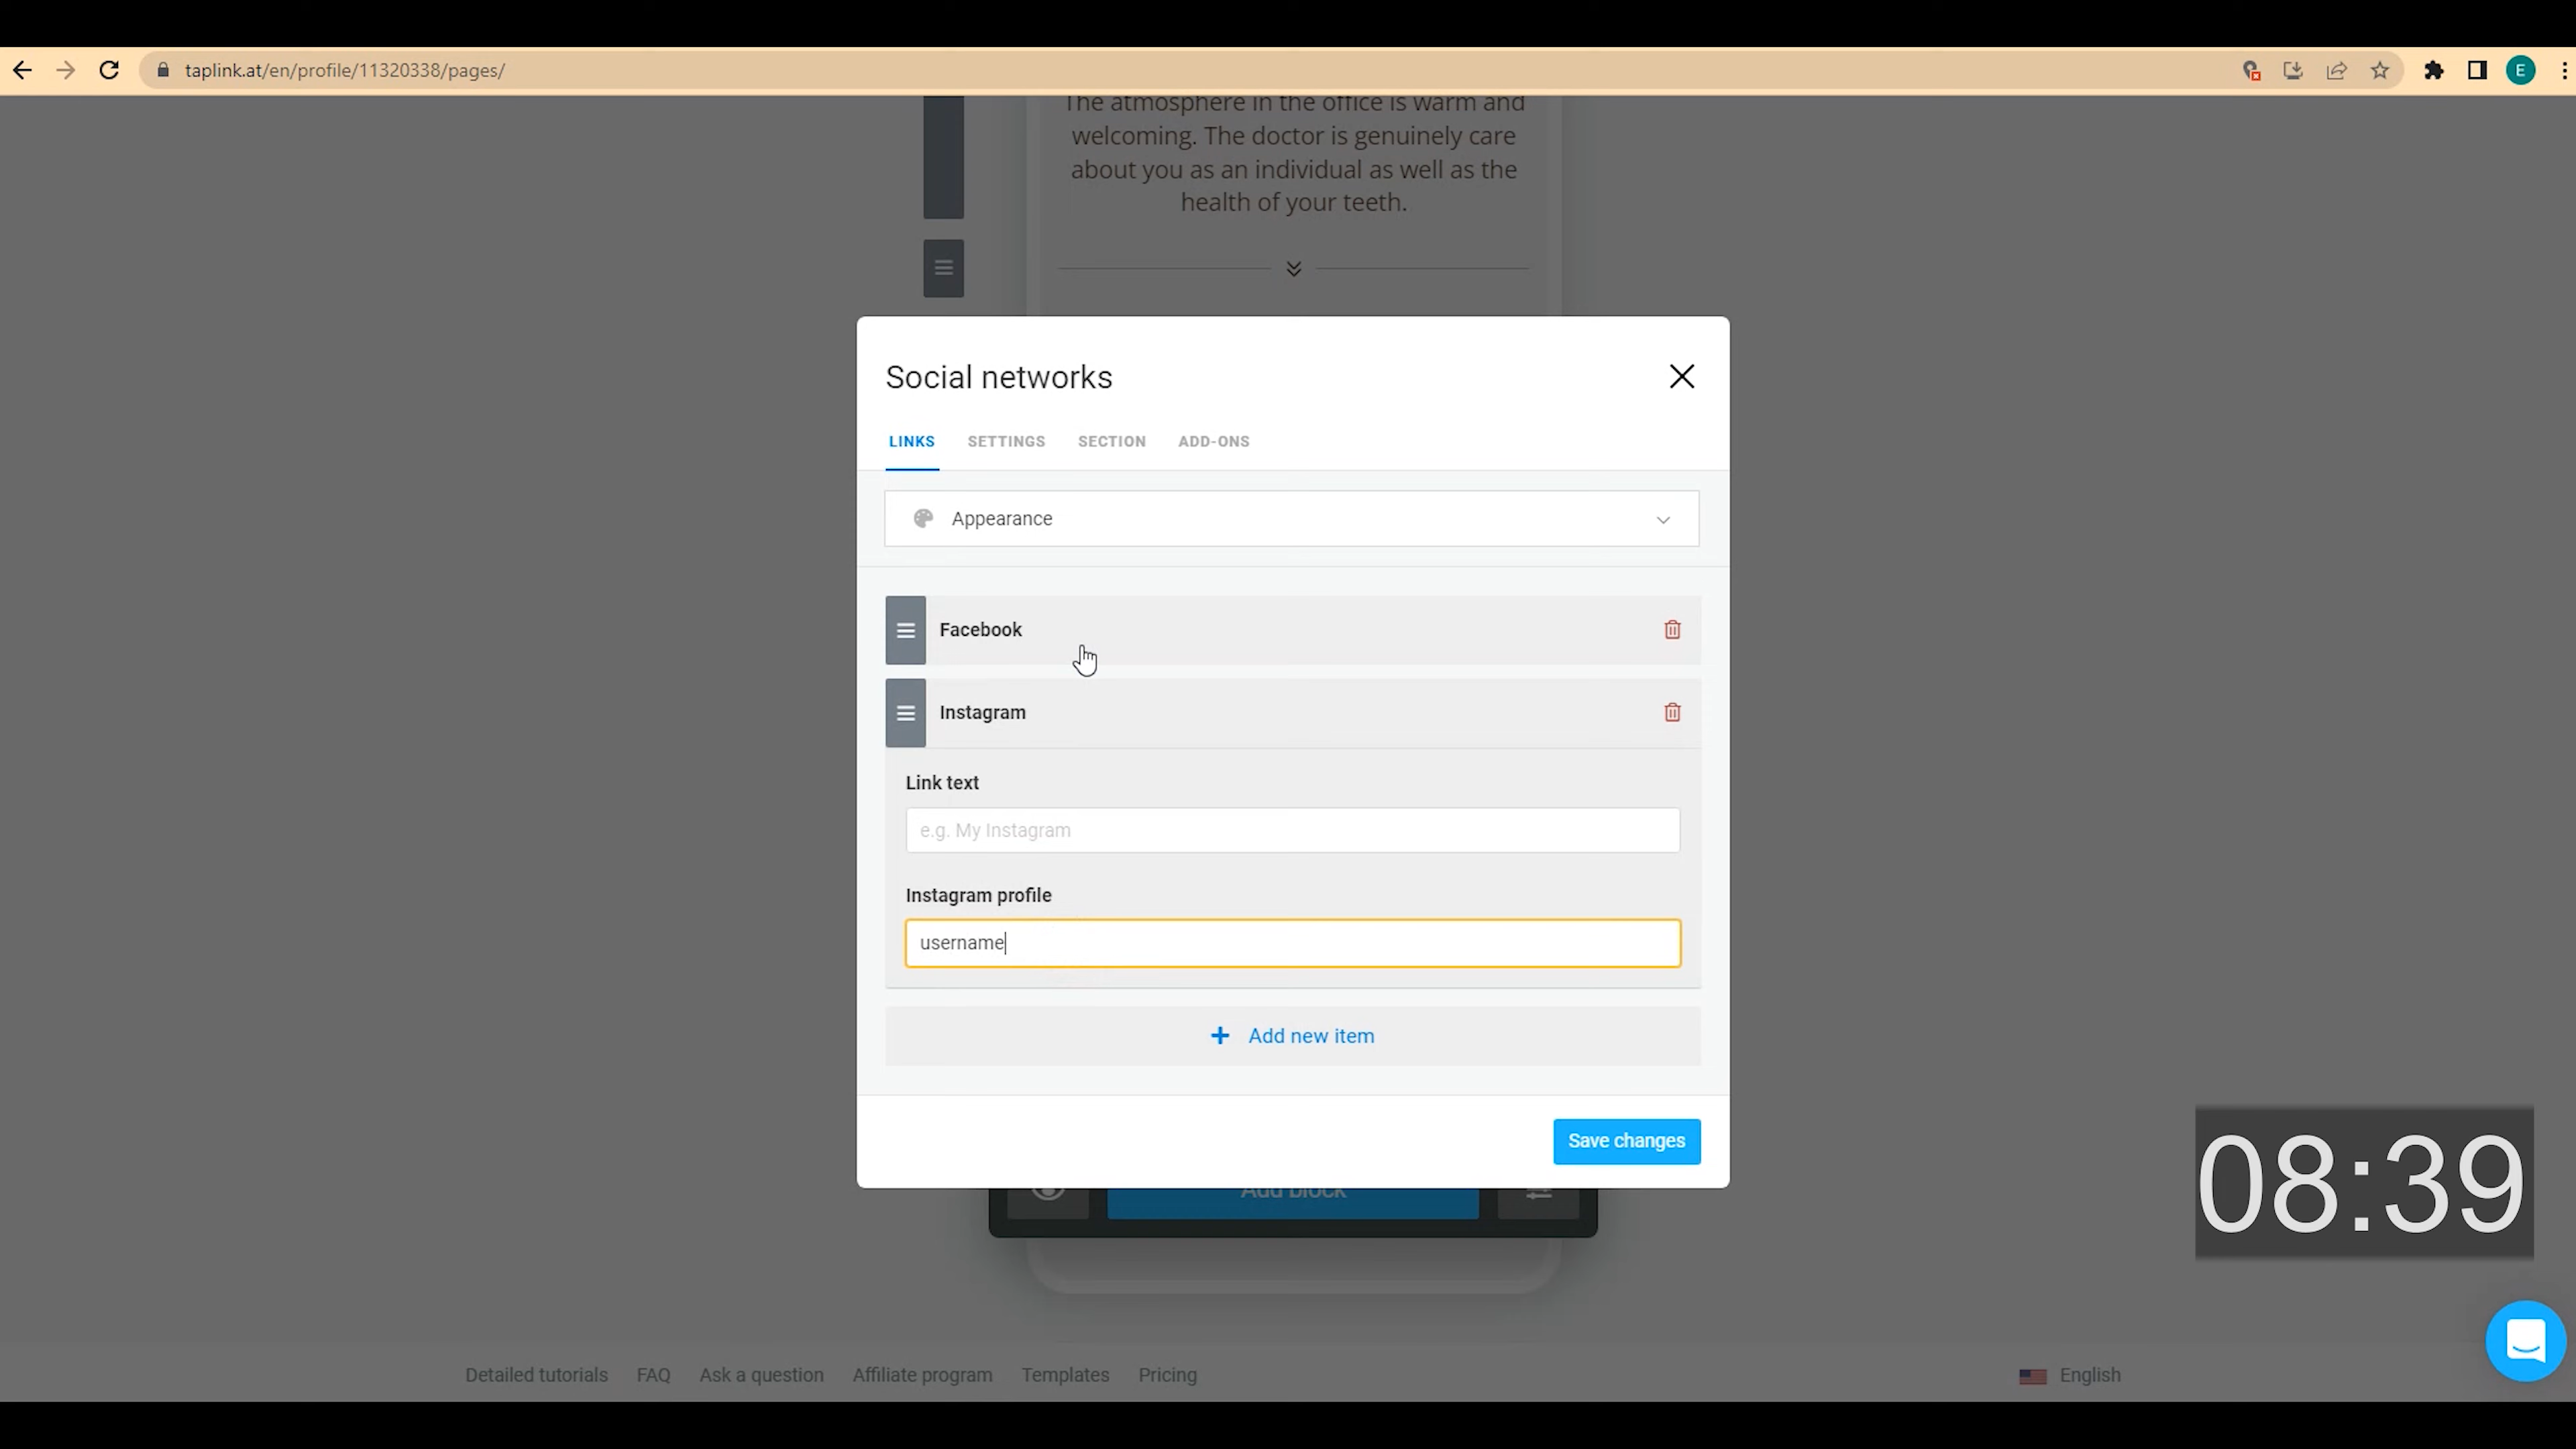 taplink.at/en/profile/11320338/pages/
E
The atmosphere in the office is warm and
welcoming. The doctor is genuinely care
about you as an individual as well as the
health of your teeth.
Social networks
LINKS SETTINGS SECTION ADD-ONS
Appearance
Facebook
Instagram
Link text
e.g. My Instagram
Instagram profile
username
+ Add new item
Save changes
Add block
08:39
Detailed tutorials FAQ Ask a question Affiliate program Templates Pricing English